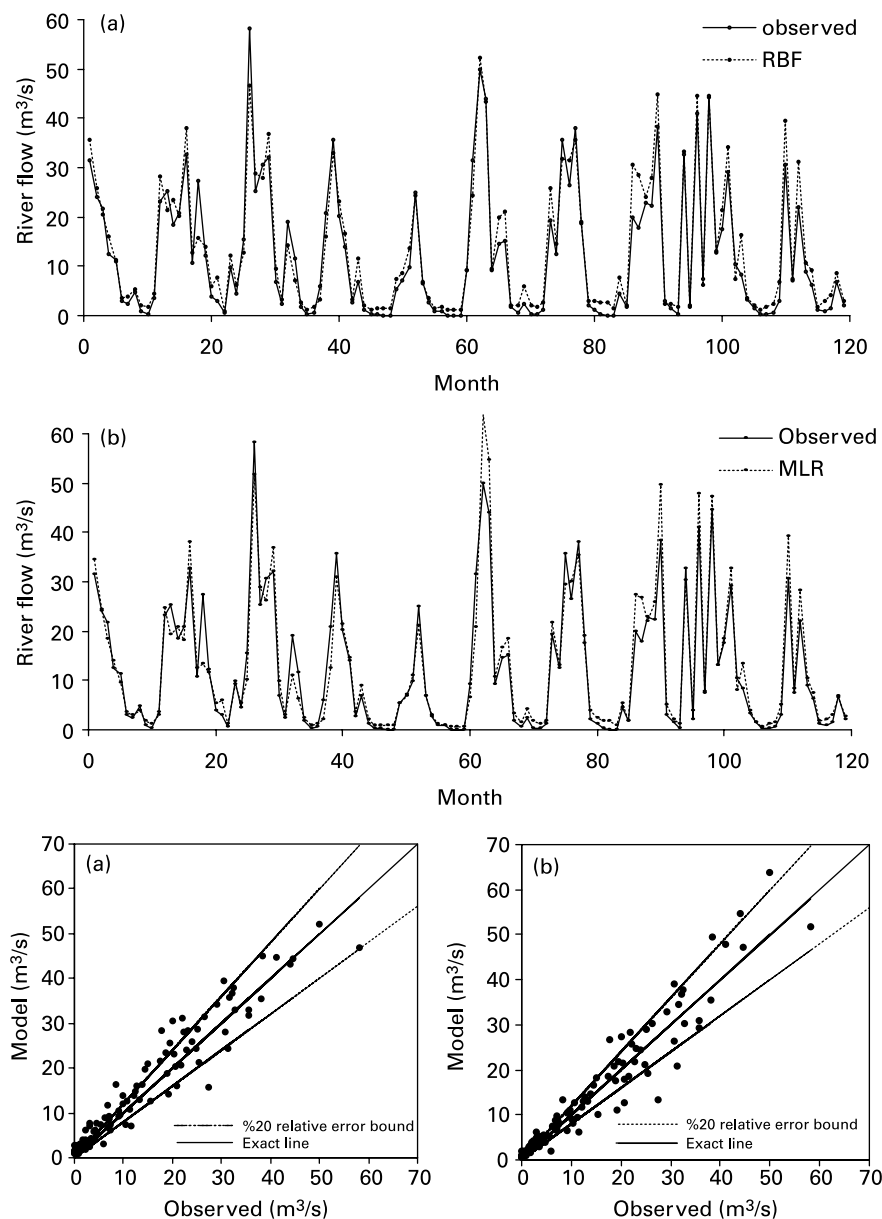 (a)
observed
RBF
River flow (m³/s)
60
50
40
30
20
10
0
0 20 40 60 80 100 120
Month
(b)
Observed
MLR
River flow (m³/s)
60
50
40
30
20
10
0
0 20 40 60 80 100 120
Month
(a)
Model (m³/s)
70
60
50
40
30
20
10
0
%20 relative error bound
Exact line
0 10 20 30 40 50 60 70
Observed (m³/s)
(b)
Model (m³/s)
70
60
50
40
30
20
10
0
%20 relative error bound
Exact line
0 10 20 30 40 50 60 70
Observed (m³/s)